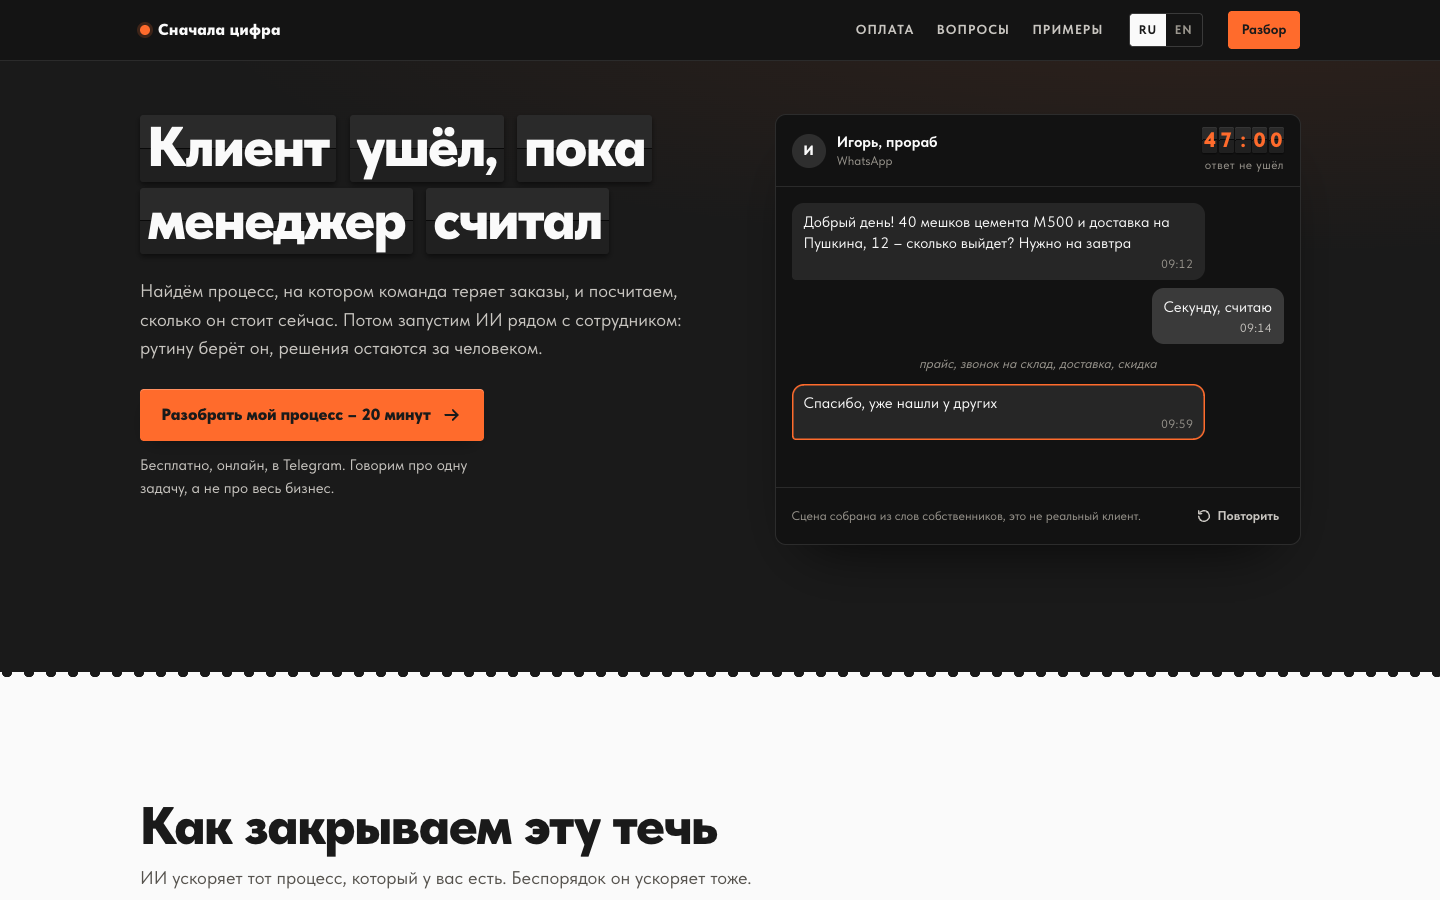 Сначала цифра
ОПЛАТА ВОПРОСЫ ПРИМЕРЫ RU EN Разбор
Клиент ушёл, пока
менеджер считал
Найдём процесс, на котором команда теряет заказы, и посчитаем,
сколько он стоит сейчас. Потом запустим ИИ рядом с сотрудником:
рутину берёт он, решения остаются за человеком.
Разобрать мой процесс – 20 минут →
Бесплатно, онлайн, в Telegram. Говорим про одну
задачу, а не про весь бизнес.
И
Игорь, прораб
WhatsApp
47:00
ответ не ушёл
Добрый день! 40 мешков цемента М500 и доставка на
Пушкина, 12 – сколько выйдет? Нужно на завтра
09:12
Секунду, считаю
09:14
прайс, звонок на склад, доставка, скидка
Спасибо, уже нашли у других
09:59
Сцена собрана из слов собственников, это не реальный клиент.
Повторить
Как закрываем эту течь
ИИ ускоряет тот процесс, который у вас есть. Беспорядок он ускоряет тоже.